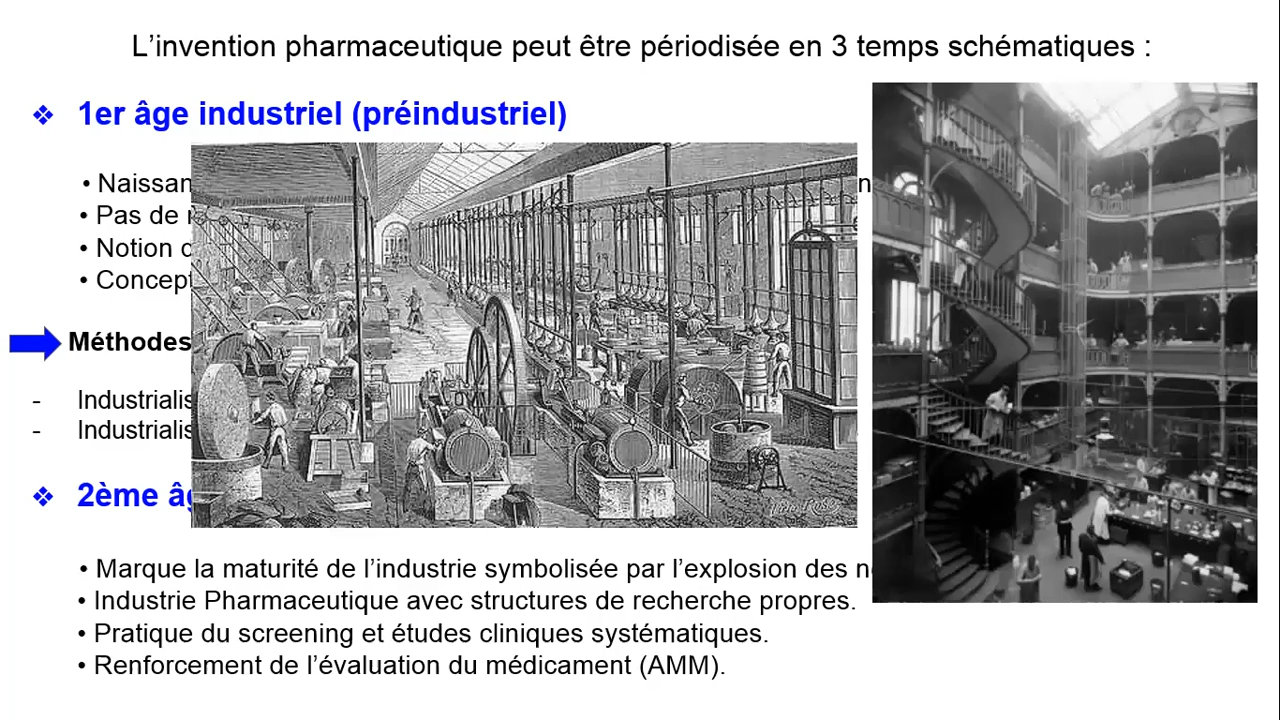 L’invention pharmaceutique peut être périodisée en 3 temps schématiques :
❖ 1er âge industriel (préindustriel)
• Naissan
• Pas de
• Notion
• Concept
Méthodes
- Industrialis
- Industrialis
❖ 2ème âg
• Marque la maturité de l’industrie symbolisée par l’explosion des n
• Industrie Pharmaceutique avec structures de recherche propres.
• Pratique du screening et études cliniques systématiques.
• Renforcement de l’évaluation du médicament (AMM).